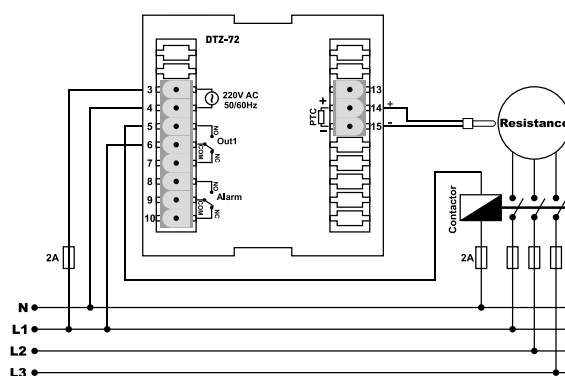 DTZ-72
3
4
5
6
7
8
9
10
220V AC
50/60Hz
NO
Out1
COM
NC
NO
Alarm
COM
NC
13
14
15
+
PTC
-
+
-
Resistance
Contactor
2A
2A
N
L1
L2
L3